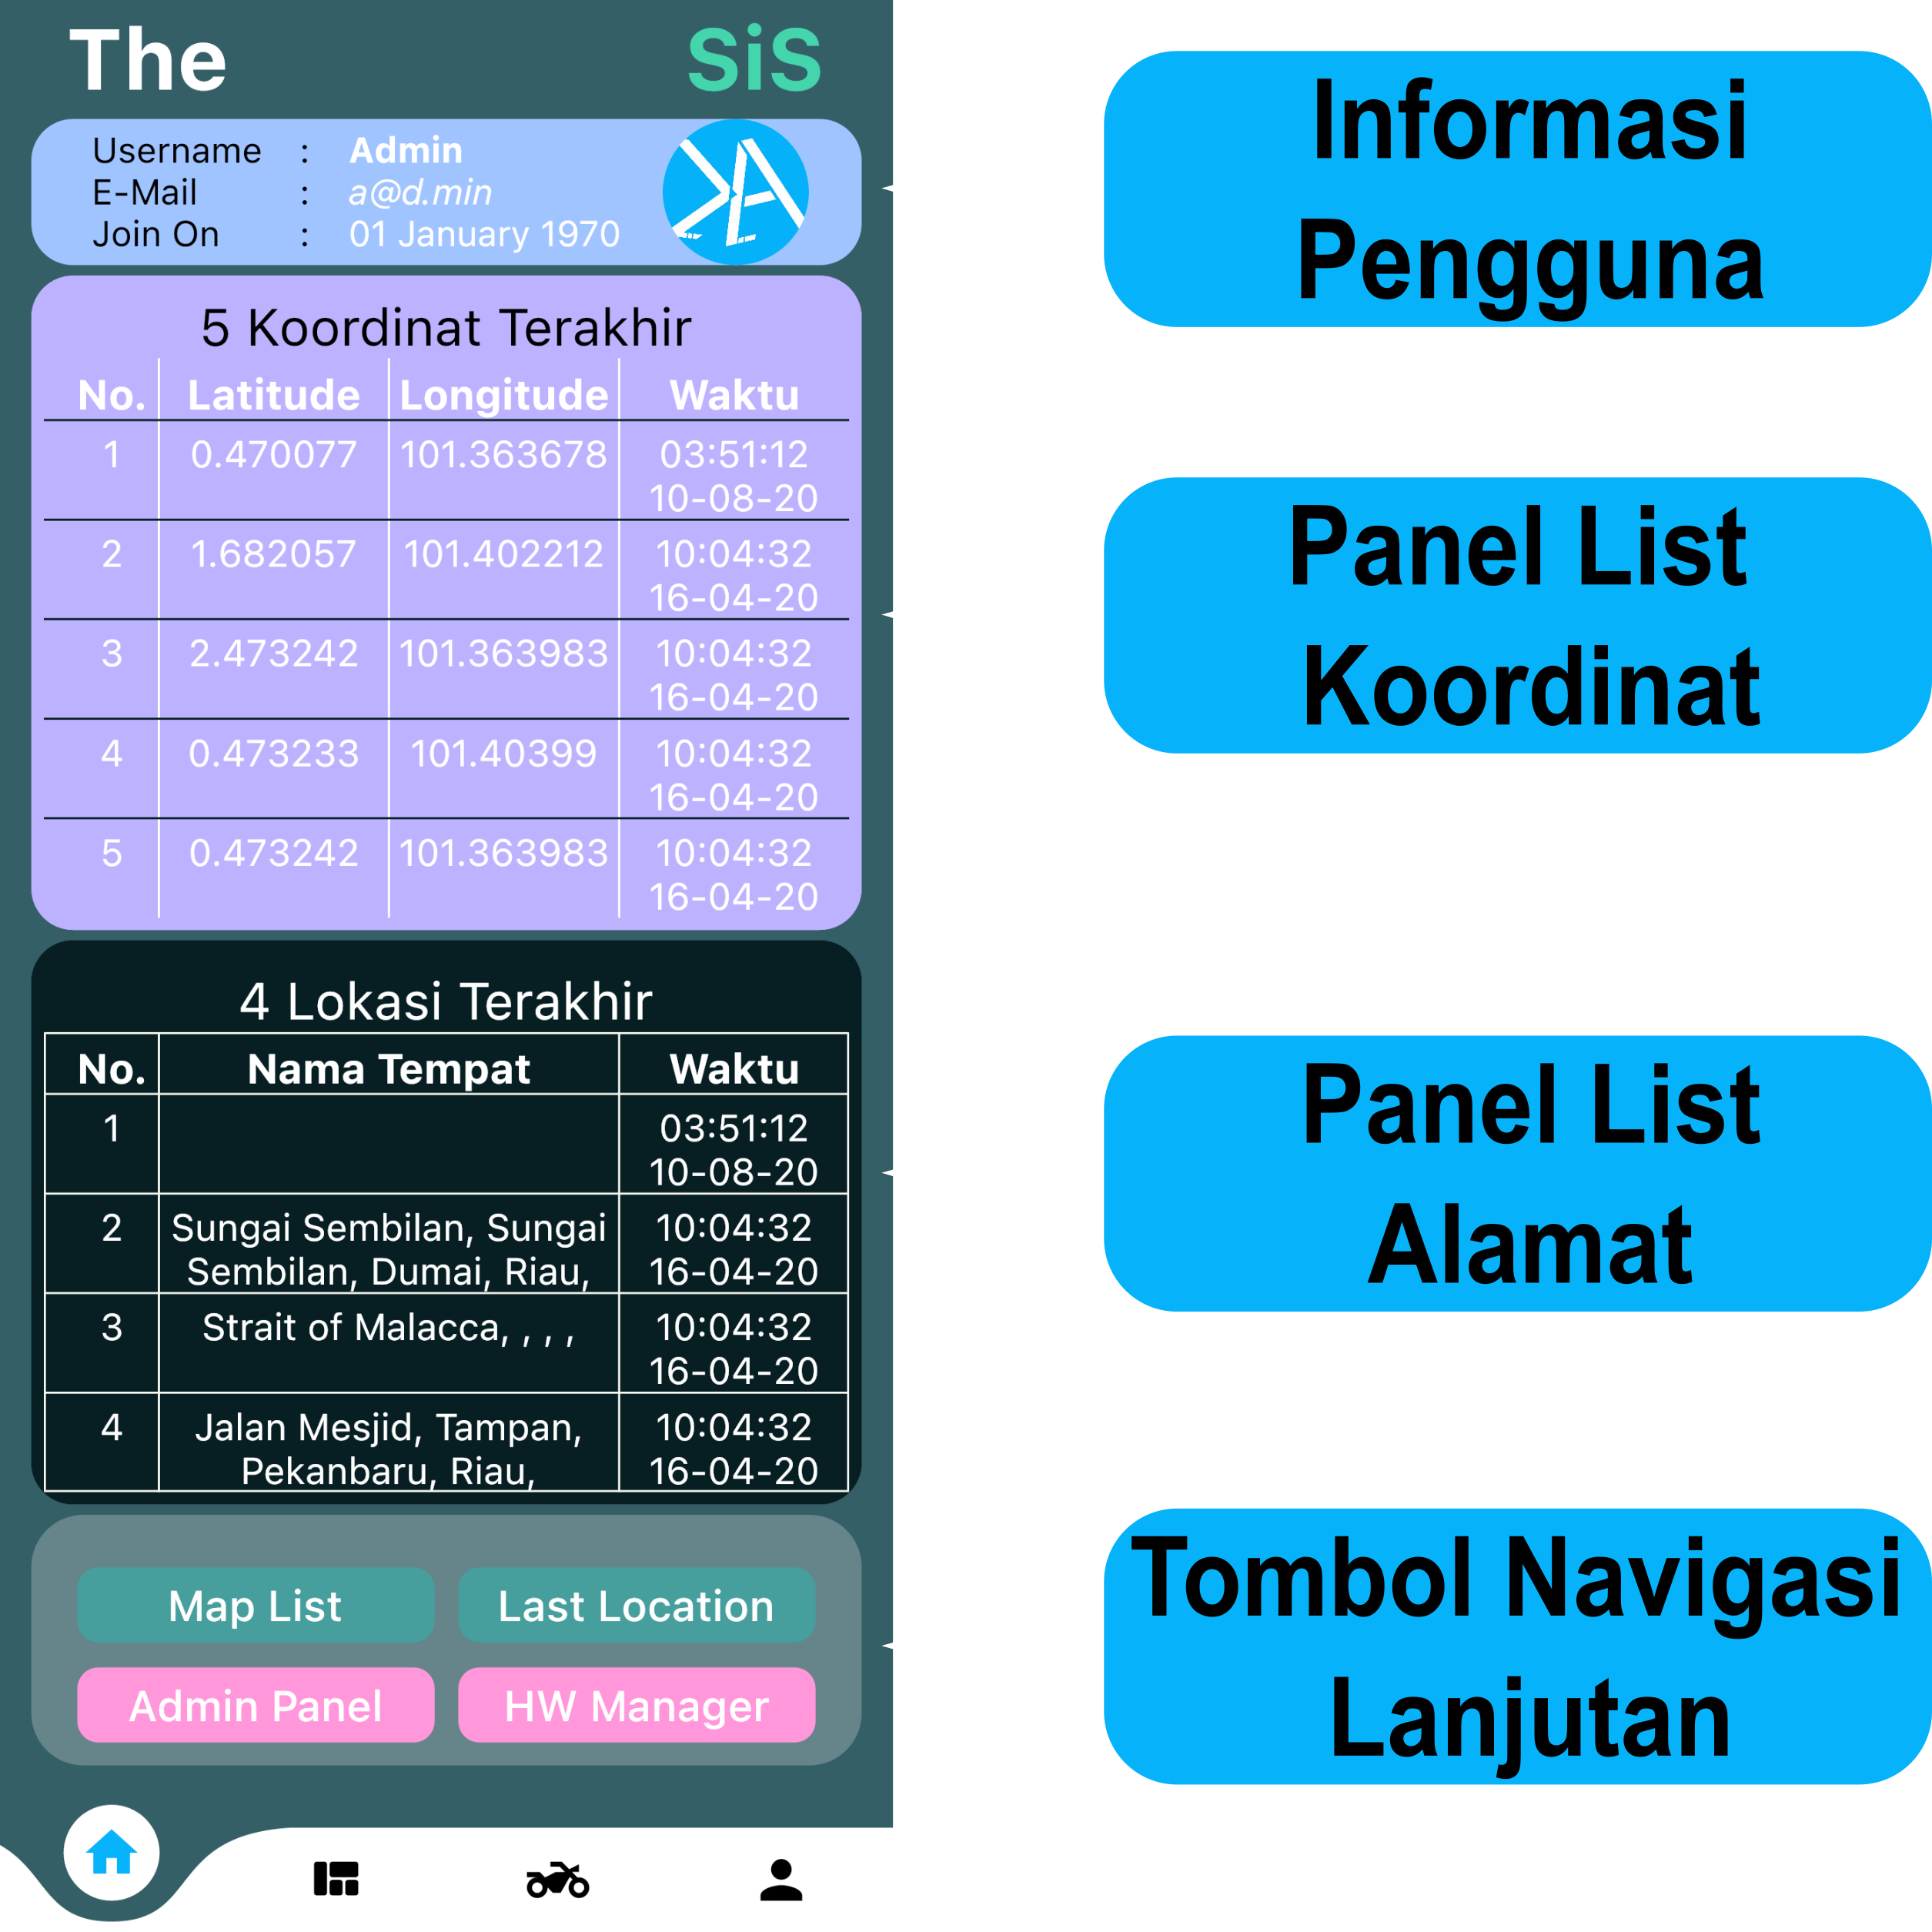 The SiS
Username : Admin
E-Mail : a@d.min
Join On : 01 January 1970
5 Koordinat Terakhir
No. Latitude Longitude Waktu
1 0.470077 101.363678 03:51:12
10-08-20
2 1.682057 101.402212 10:04:32
16-04-20
3 2.473242 101.363983 10:04:32
16-04-20
4 0.473233 101.40399 10:04:32
16-04-20
5 0.473242 101.363983 10:04:32
16-04-20
4 Lokasi Terakhir
No. Nama Tempat Waktu
1 03:51:12
10-08-20
2 Sungai Sembilan, Sungai 10:04:32
Sembilan, Dumai, Riau, 16-04-20
3 Strait of Malacca, , , , 10:04:32
16-04-20
4 Jalan Mesjid, Tampan, 10:04:32
Pekanbaru, Riau, 16-04-20
Map List Last Location
Admin Panel HW Manager
Informasi
Pengguna
Panel List
Koordinat
Panel List
Alamat
Tombol Navigasi
Lanjutan